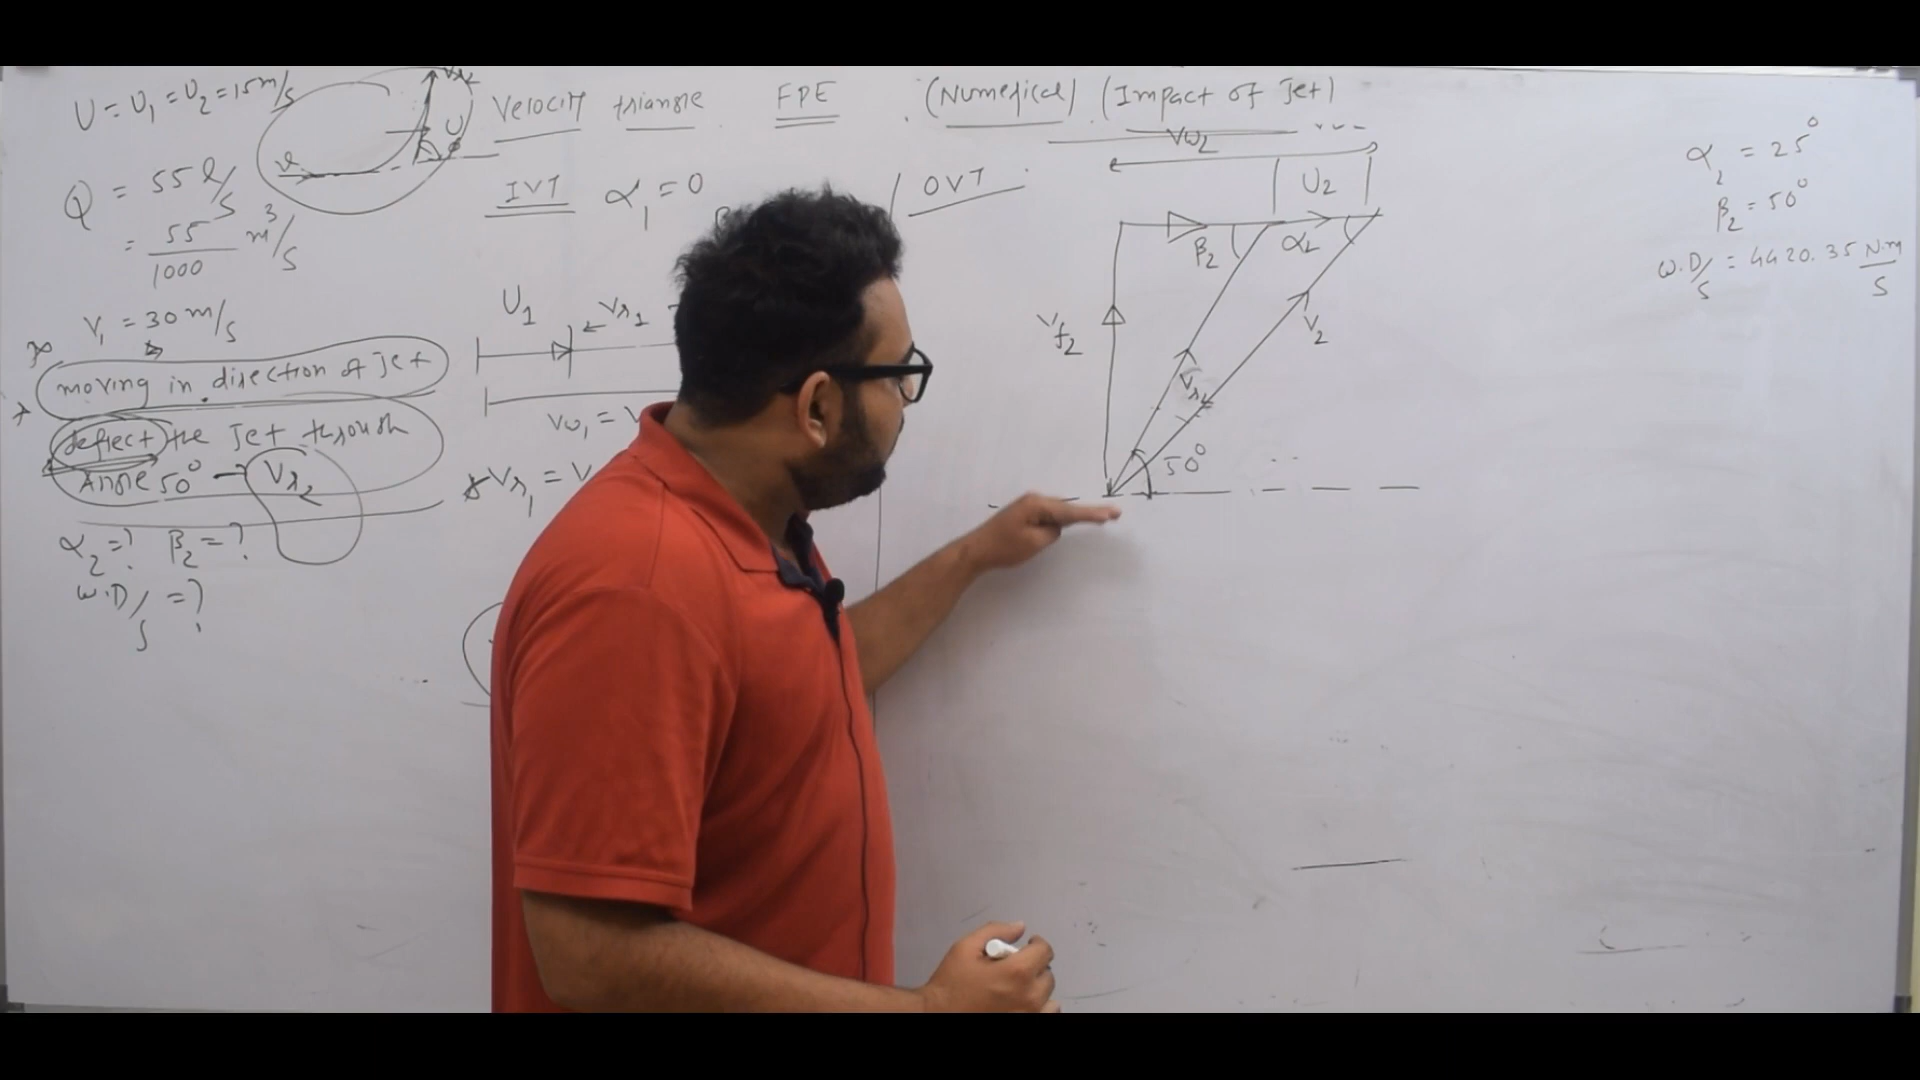 U = U1 = U2 = 15 m/s
Velocity triangle FPE (Numerical) (Impact of Jet)
Q = 55 l/s
= 55/1000 m³/s
V1 = 30 m/s
moving in direction of jet
deflect the Jet through
Angle 50° - Vr2
α2 = ? β2 = ?
W.D/s = ?
Vr2
U
IVT α1 = 0
U1
Vr1
Vw1 = V
Vr1 = V
OVT
Vw2
U2
β2
α2
Vf2
V2
Vr2
50°
α2 = 25°
β2 = 50°
W.D/s = 4420.35 N.m/s